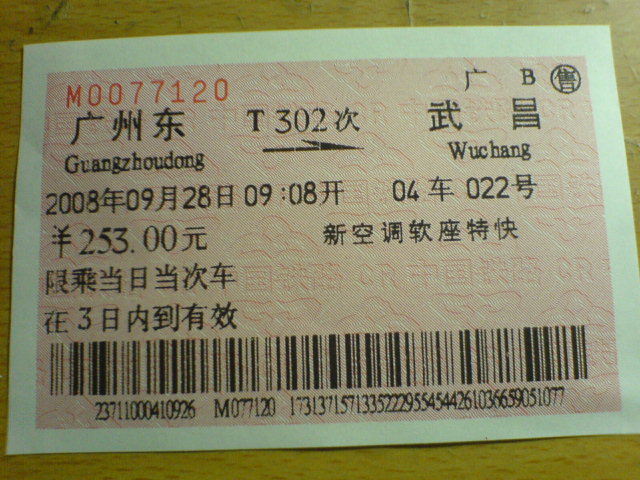 广 B 售
M0077120
广州东 T302次 武昌
Guangzhoudong Wuchang
2008年09月28日09:08开 04车022号
￥253.00元 新空调软座特快
限乘当日当次车
在3日内到有效
23711000410926 M077120 17313715713352229554544261036659051077